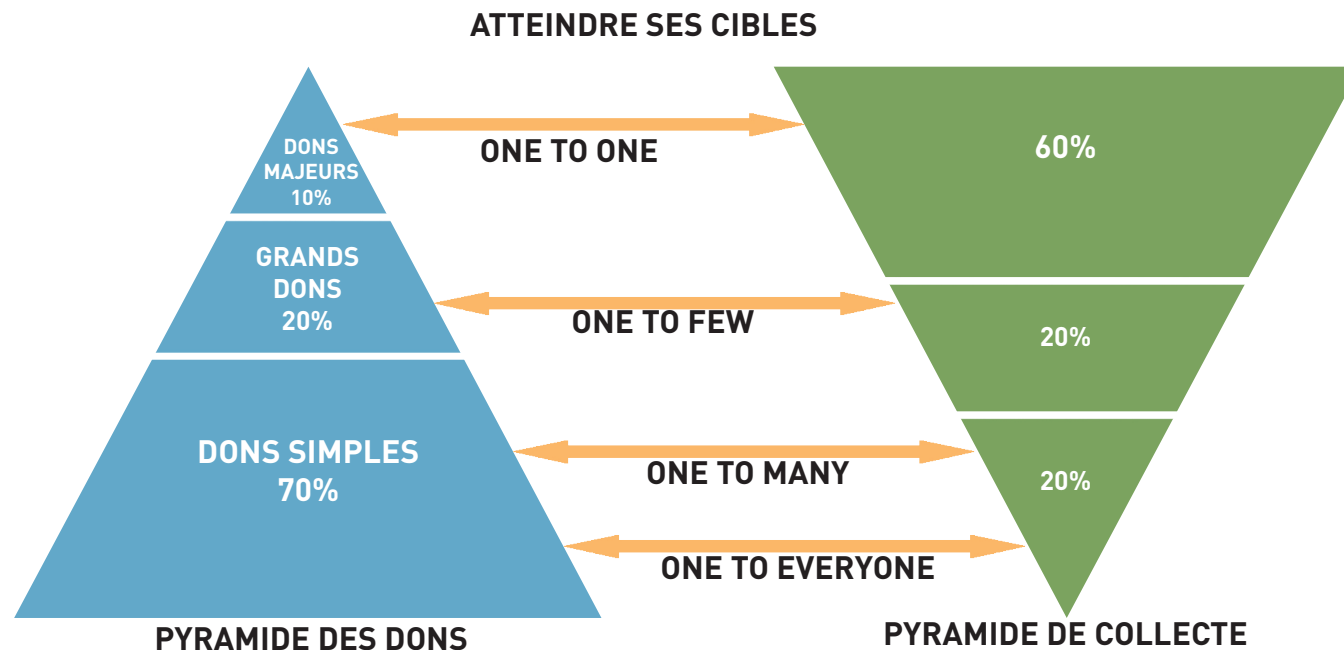 ATTEINDRE SES CIBLES
DONS
MAJEURS
10%
ONE TO ONE
60%
GRANDS
DONS
20%
ONE TO FEW
20%
DONS SIMPLES
70%
ONE TO MANY
20%
ONE TO EVERYONE
PYRAMIDE DES DONS
PYRAMIDE DE COLLECTE